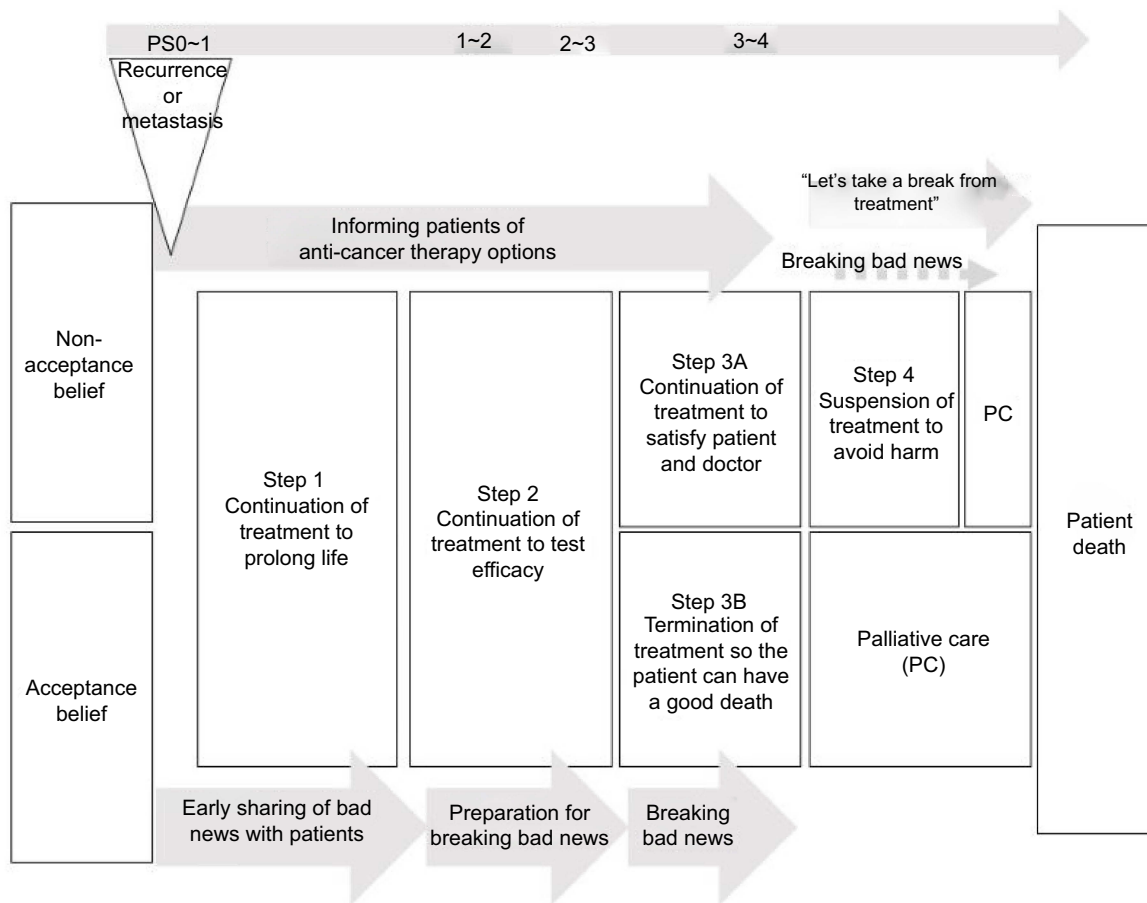 PS0~1
1~2
2~3
3~4
Recurrence
or
metastasis
“Let’s take a break from
treatment”
Informing patients of
anti-cancer therapy options
Breaking bad news
Non-
acceptance
belief
Acceptance
belief
Step 1
Continuation of
treatment to
prolong life
Step 2
Continuation of
treatment to test
efficacy
Step 3A
Continuation of
treatment to
satisfy patient
and doctor
Step 3B
Termination of
treatment so the
patient can have
a good death
Step 4
Suspension of
treatment to
avoid harm
PC
Palliative care
(PC)
Patient
death
Early sharing of bad
news with patients
Preparation for
breaking bad news
Breaking
bad news